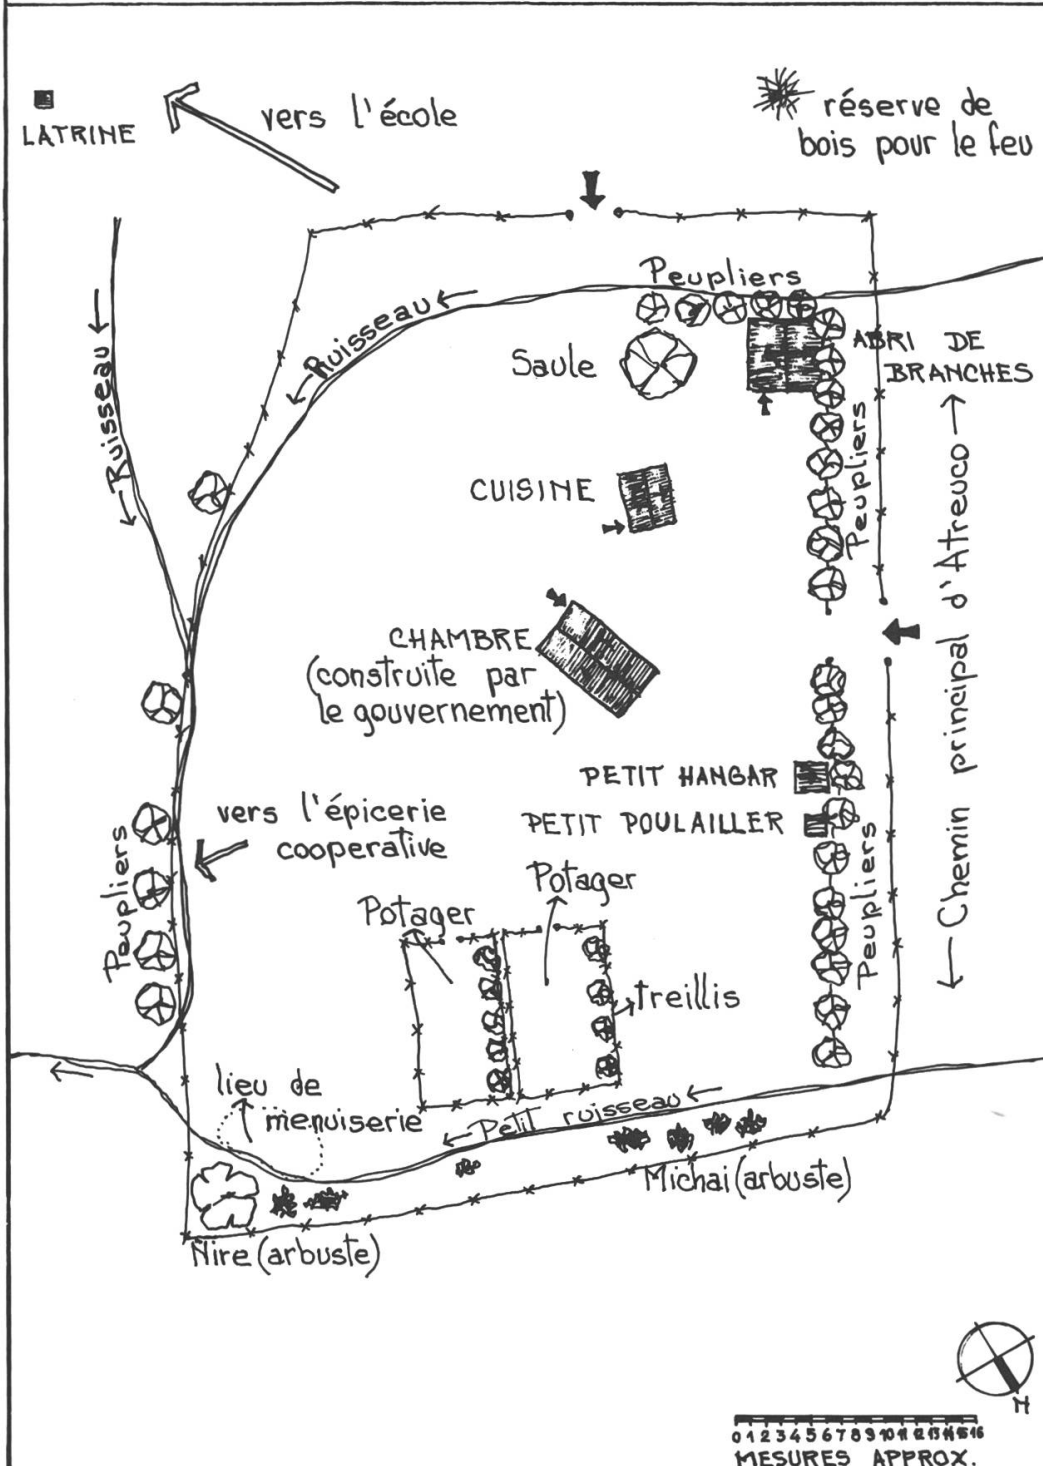 LATRINE
vers l'école
réserve de
bois pour le feu
Peupliers
Ruisseau
Ruisseau
Saule
ABRI DE
BRANCHES
Peupliers
CUISINE
Chemin principal d'Atreuco
CHAMBRE
(construite par
le gouvernement)
PETIT HANGAR
PETIT POULAILLER
vers l'épicerie
cooperative
Peupliers
Peupliers
Potager
Potager
treillis
lieu de
menuiserie
Petit ruisseau
Michai (arbuste)
Ñire (arbuste)
N
0 1 2 3 4 5 6 7 8 9 10 11 12 13 14 15 16
MESURES APPROX.